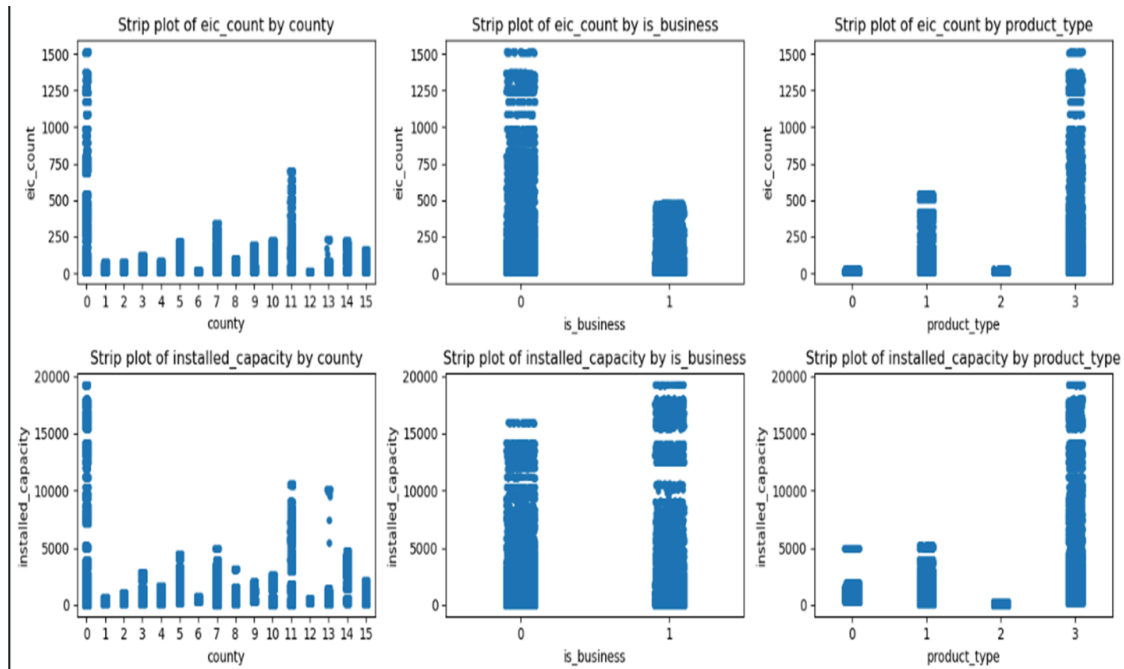 Strip plot of eic_count by county
1500
1250
1000
750
500
250
0
eic_count
0 1 2 3 4 5 6 7 8 9 10 11 12 13 14 15
county
Strip plot of eic_count by is_business
1500
1250
1000
750
500
250
0
eic_count
0 1
is_business
Strip plot of eic_count by product_type
1500
1250
1000
750
500
250
0
eic_count
0 1 2 3
product_type
Strip plot of installed_capacity by county
20000
15000
10000
5000
0
installed_capacity
0 1 2 3 4 5 6 7 8 9 10 11 12 13 14 15
county
Strip plot of installed_capacity by is_business
20000
15000
10000
5000
0
installed_capacity
0 1
is_business
Strip plot of installed_capacity by product_type
20000
15000
10000
5000
0
installed_capacity
0 1 2 3
product_type